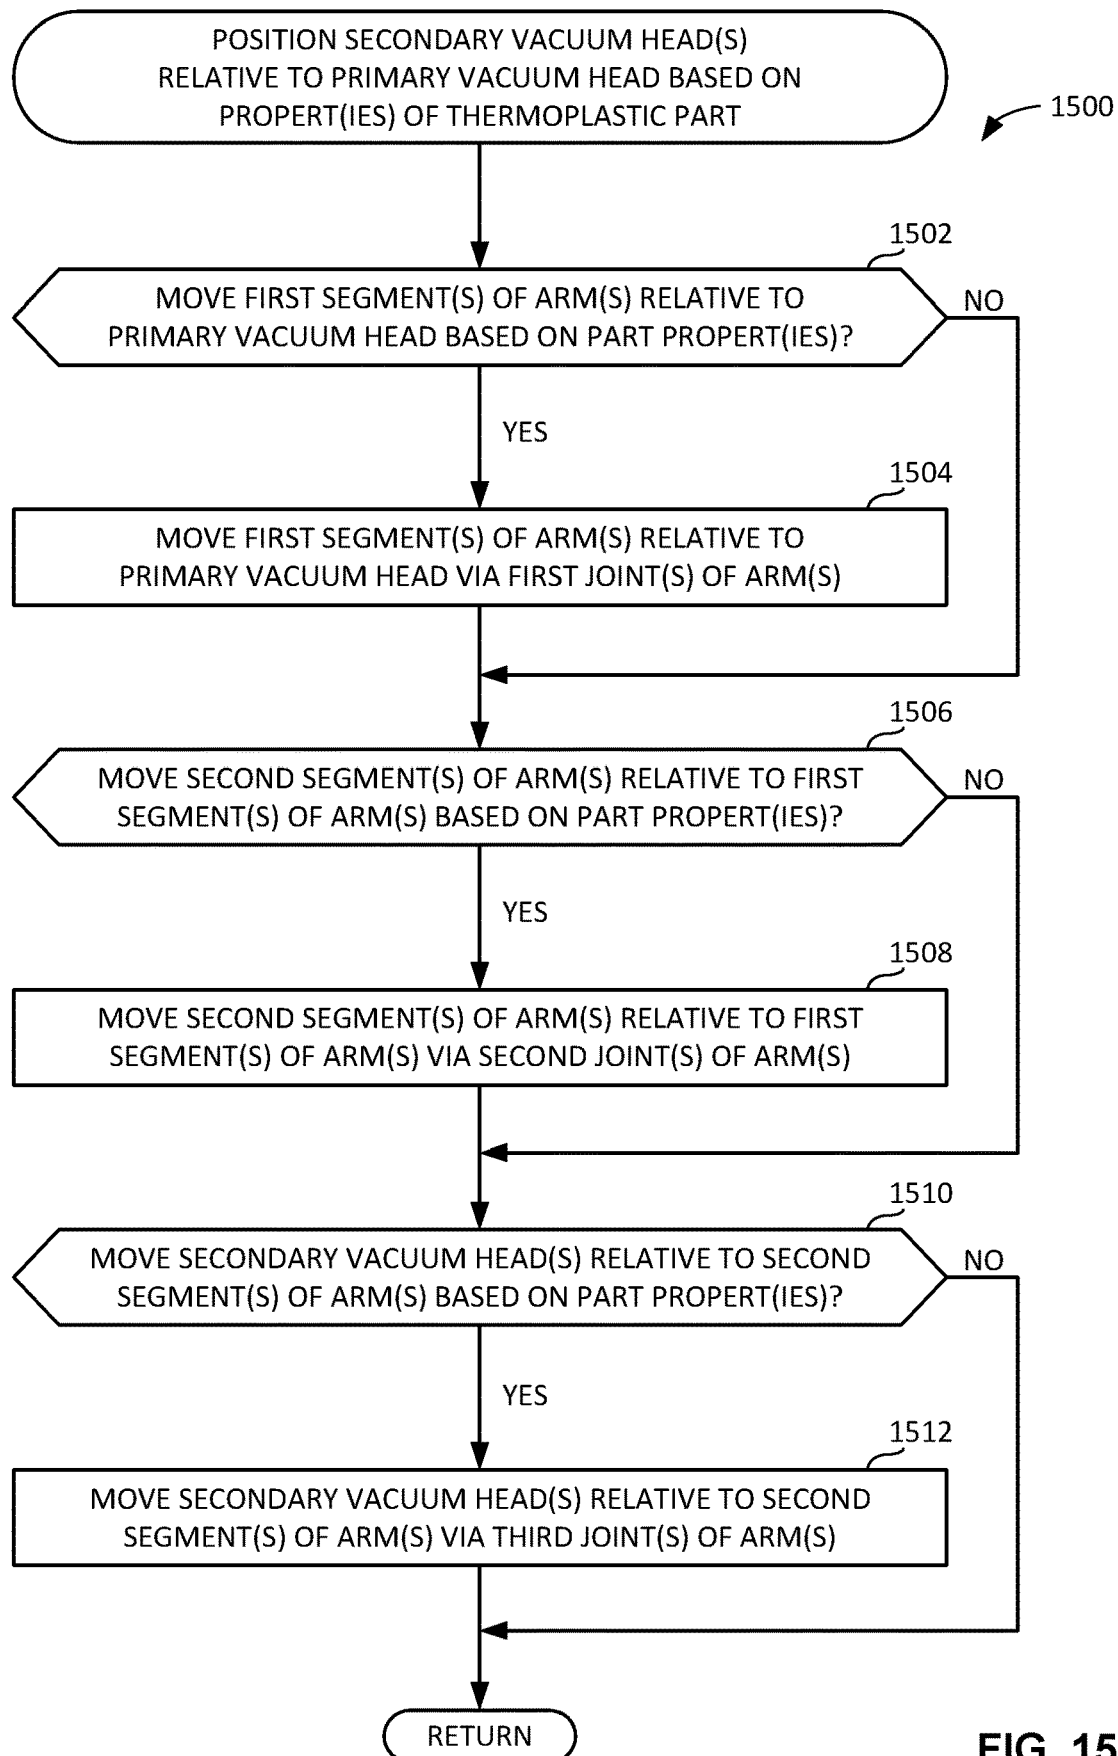 POSITION SECONDARY VACUUM HEAD(S)
RELATIVE TO PRIMARY VACUUM HEAD BASED ON
PROPERT(IES) OF THERMOPLASTIC PART
1500
1502
MOVE FIRST SEGMENT(S) OF ARM(S) RELATIVE TO
PRIMARY VACUUM HEAD BASED ON PART PROPERT(IES)?
NO
YES
1504
MOVE FIRST SEGMENT(S) OF ARM(S) RELATIVE TO
PRIMARY VACUUM HEAD VIA FIRST JOINT(S) OF ARM(S)
1506
MOVE SECOND SEGMENT(S) OF ARM(S) RELATIVE TO FIRST
SEGMENT(S) OF ARM(S) BASED ON PART PROPERT(IES)?
NO
YES
1508
MOVE SECOND SEGMENT(S) OF ARM(S) RELATIVE TO FIRST
SEGMENT(S) OF ARM(S) VIA SECOND JOINT(S) OF ARM(S)
1510
MOVE SECONDARY VACUUM HEAD(S) RELATIVE TO SECOND
SEGMENT(S) OF ARM(S) BASED ON PART PROPERT(IES)?
NO
YES
1512
MOVE SECONDARY VACUUM HEAD(S) RELATIVE TO SECOND
SEGMENT(S) OF ARM(S) VIA THIRD JOINT(S) OF ARM(S)
RETURN
FIG. 15